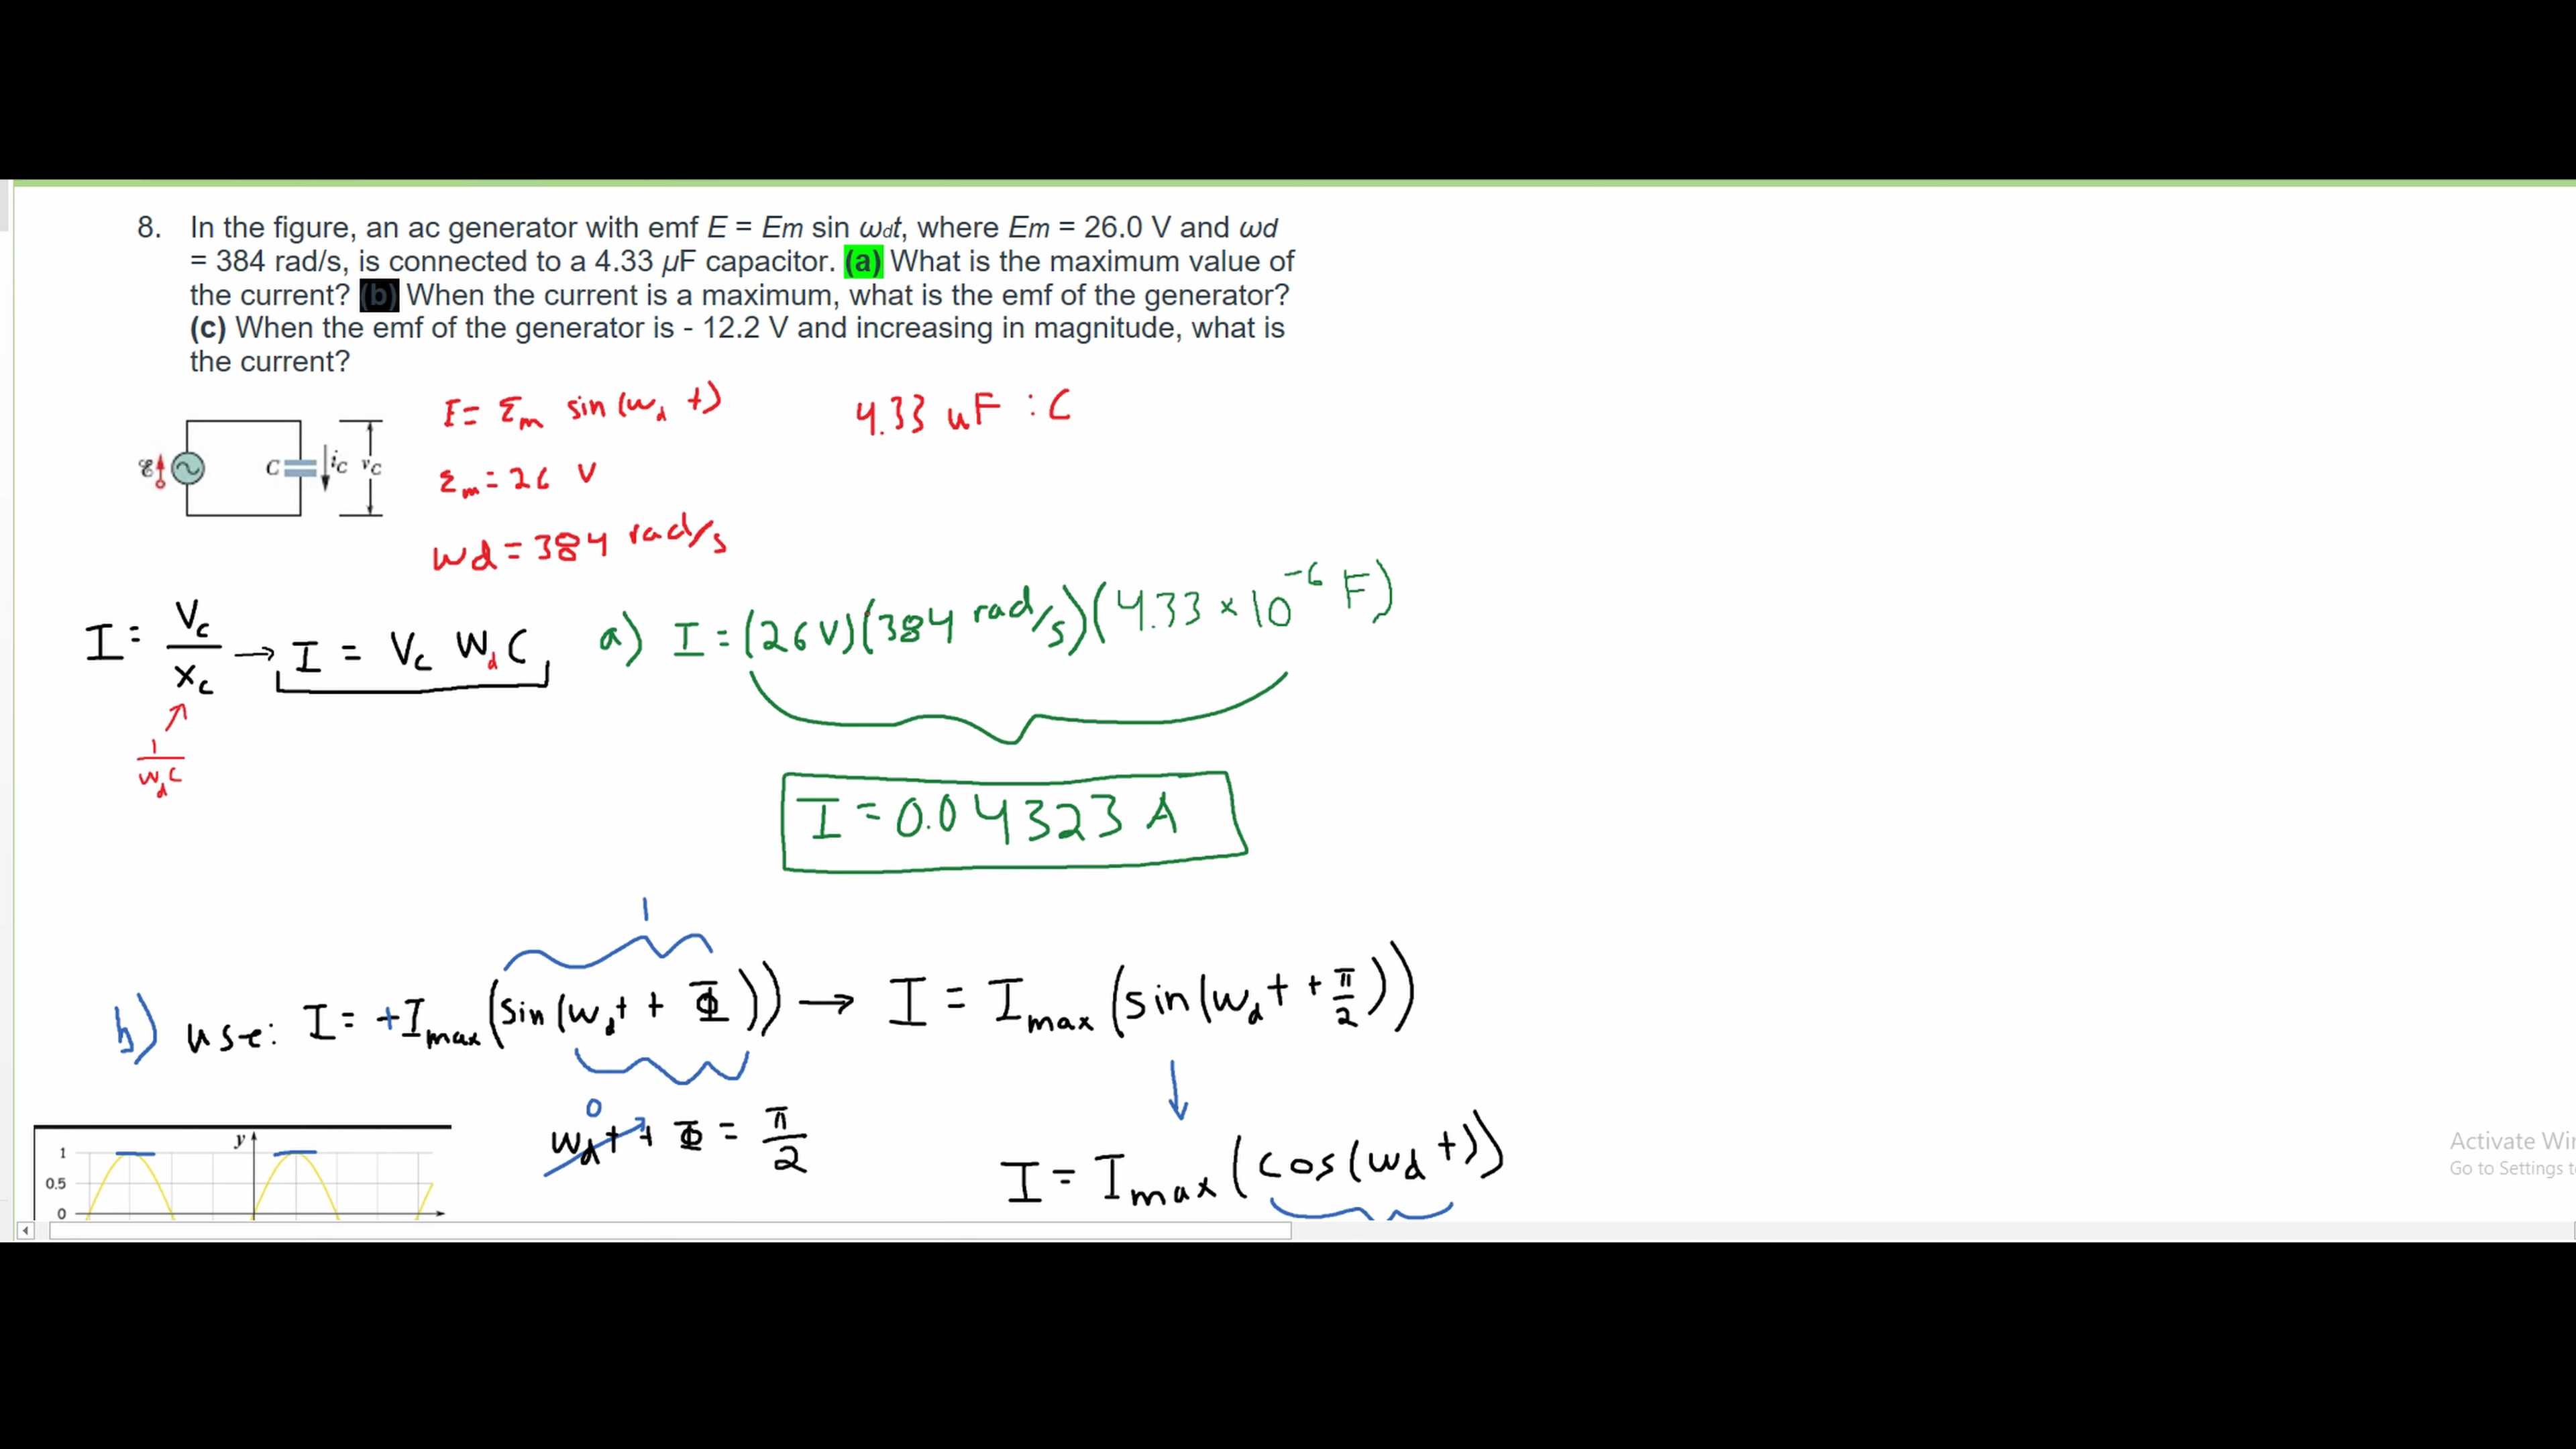 8. In the figure, an ac generator with emf E = Em sin ωdt, where Em = 26.0 V and ωd
= 384 rad/s, is connected to a 4.33 µF capacitor. (a) What is the maximum value of
the current? (b) When the current is a maximum, what is the emf of the generator?
(c) When the emf of the generator is - 12.2 V and increasing in magnitude, what is
the current?
E = Εm sin (wd t)
4.33 uF : C
ℰ C iC vC
Σm = 26 V
wd = 384 rad/s
I = Vc / Xc → I = Vc Wd C
1 / wd C
a) I = (26 V)(384 rad/s)(4.33 × 10^-6 F)
I = 0.04323 A
1
b) use: I = +Imax (sin (wd t + Φ)) → I = Imax (sin(wd t + π/2))
0
wd t + Φ = π/2
I = Imax (cos(wd t))
y
1
0.5
0
Activate Wi
Go to Settings t